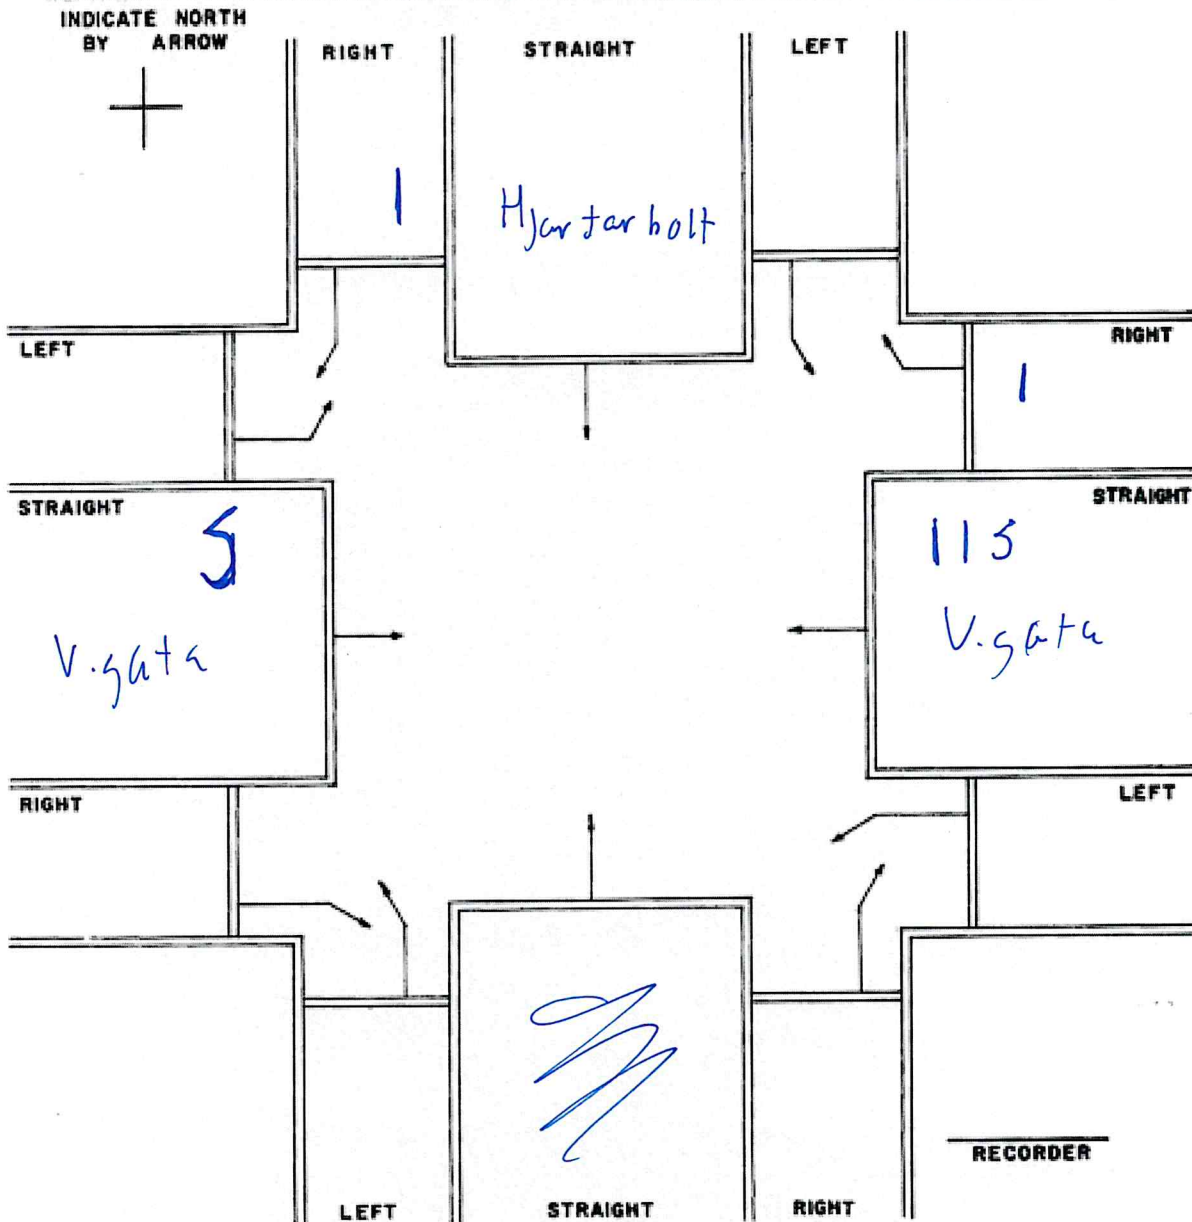 INDICATE NORTH
BY ARROW
RIGHT
STRAIGHT
LEFT
1
Hjartarbolt
LEFT
RIGHT
1
STRAIGHT
5
V.gata
STRAIGHT
115
V.gata
RIGHT
LEFT
RECORDER
LEFT
STRAIGHT
RIGHT